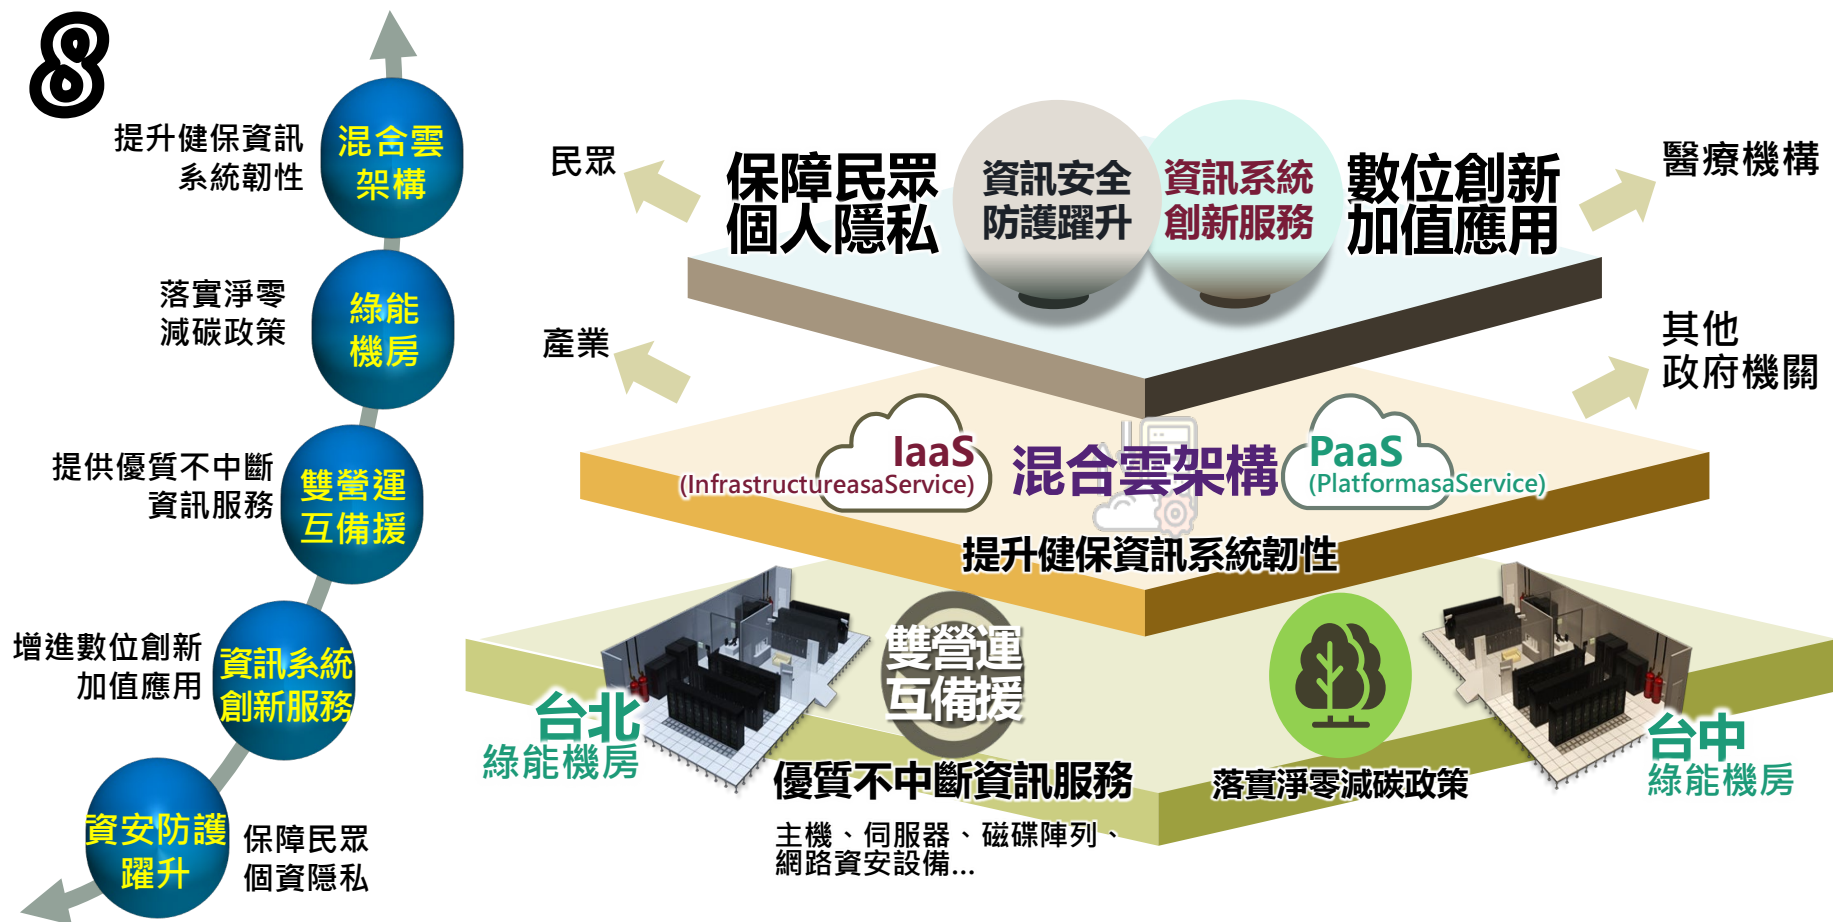 8
提升健保資訊
系統韌性
混合雲
架構
落實淨零
減碳政策
綠能
機房
提供優質不中斷
資訊服務
雙營運
互備援
增進數位創新
加值應用
資訊系統
創新服務
資安防護
躍升
保障民眾
個資隱私
民眾
產業
保障民眾
個人隱私
資訊安全
防護躍升
資訊系統
創新服務
數位創新
加值應用
醫療機構
其他
政府機關
IaaS
(InfrastructureasaService)
混合雲架構
PaaS
(PlatformasaService)
提升健保資訊系統韌性
台北
綠能機房
雙營運
互備援
優質不中斷資訊服務
主機、伺服器、磁碟陣列、
網路資安設備...
落實淨零減碳政策
台中
綠能機房